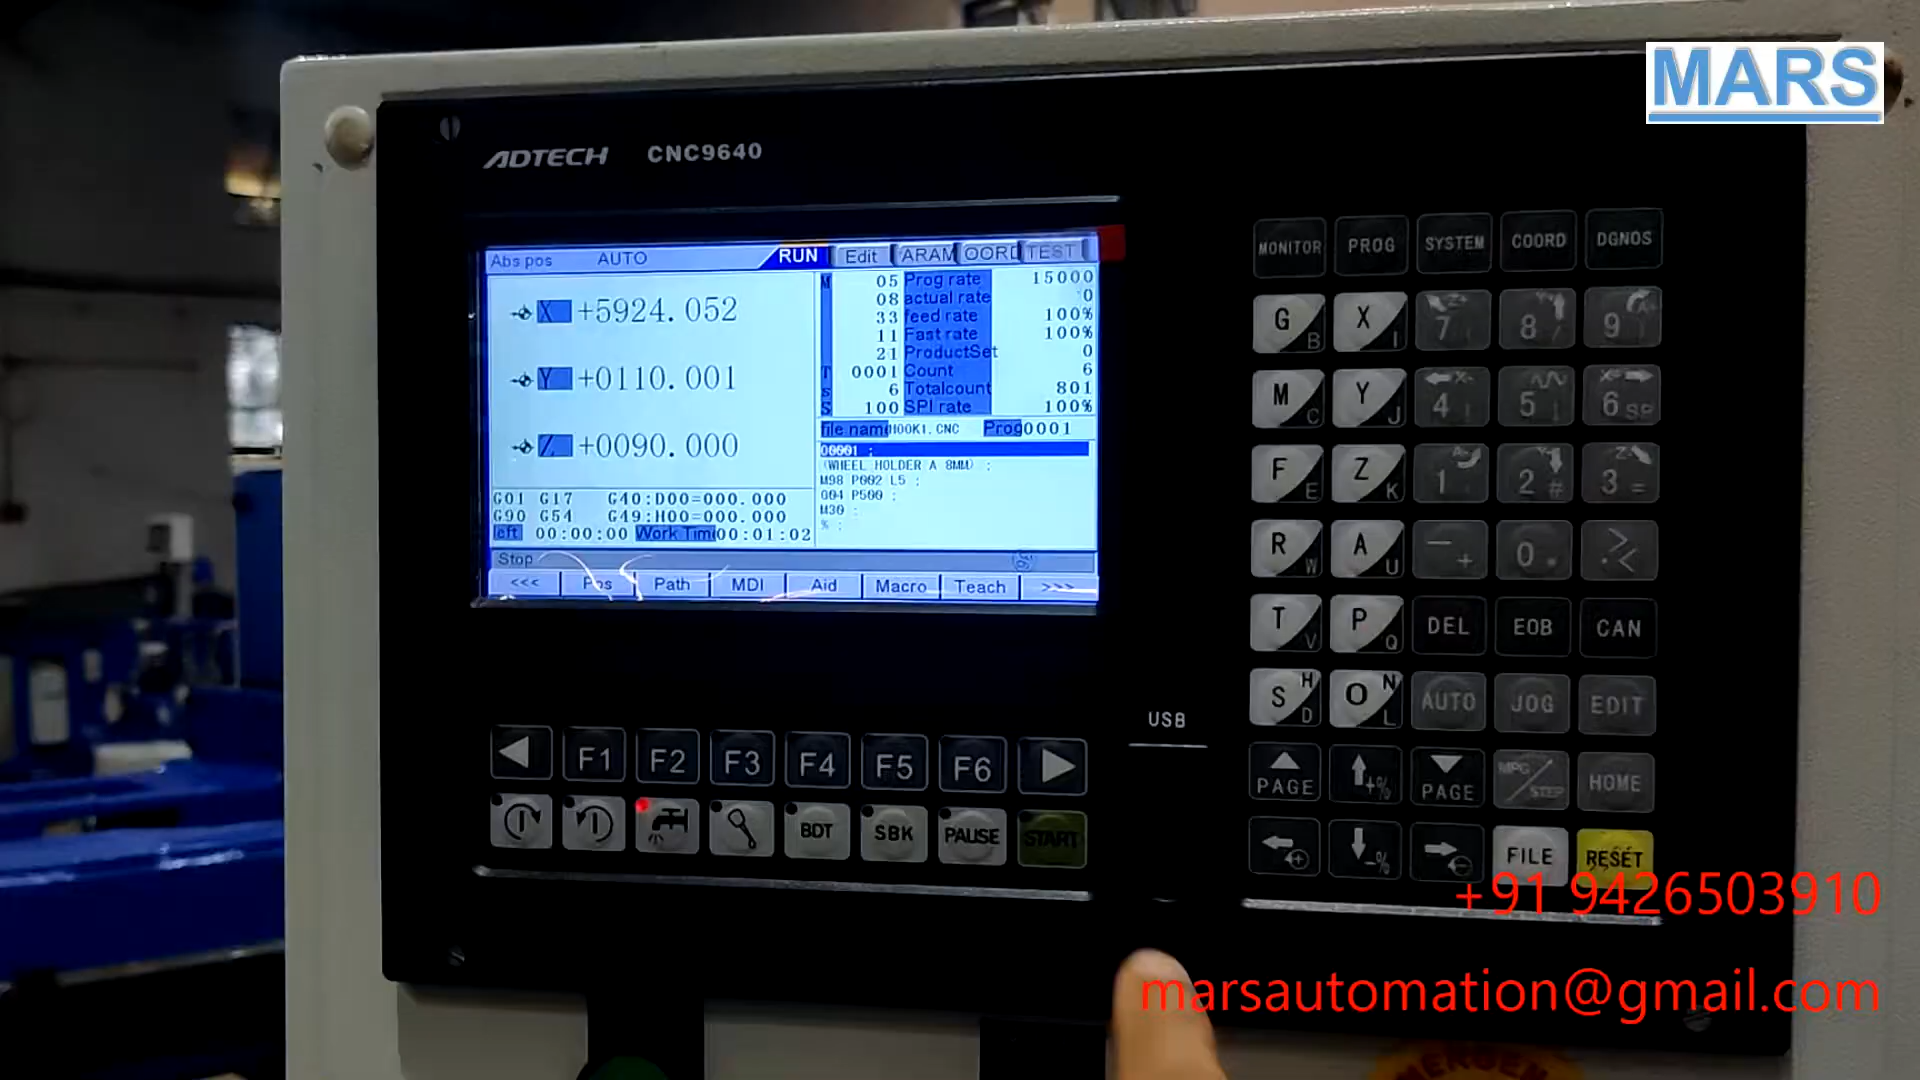 MARS
ADTECH CNC9640
Abs pos AUTO RUN Edit ARAM OORD TEST
X +5924.052
Y +0110.001
Z +0090.000
M 05 Prog rate 15000
08 actual rate 0
33 feed rate 100%
11 Fast rate 100%
21 ProductSet 0
T 0001 Count 6
s 6 Totalcount 801
S 100 SPI rate 100%
file name HOOK1.CNC Prog 0001
O0001 ;
(WHEEL HOLDER A 8MM) ;
M98 P002 L5 ;
G04 P500 ;
M30 ;
% ;
G01 G17 G40:D00=000.000
G90 G54 G49:H00=000.000
left 00:00:00 Work Tim 00:01:02
Stop
<<< Pos Path MDI Aid Macro Teach >>>
F1 F2 F3 F4 F5 F6
BDT SBK PAUSE START
USB
MONITOR PROG SYSTEM COORD DGNOS
G B X I 7 8 / 9
M C Y J 4 X- 5 6 X+ SP
F E Z K 1 2 # 3 =
R W A U - + 0 .
T V P Q DEL EOB CAN
S H D O N L AUTO JOG EDIT
PAGE +% PAGE MPG/STEP HOME
-% FILE RESET
+91 9426503910
marsautomation@gmail.com